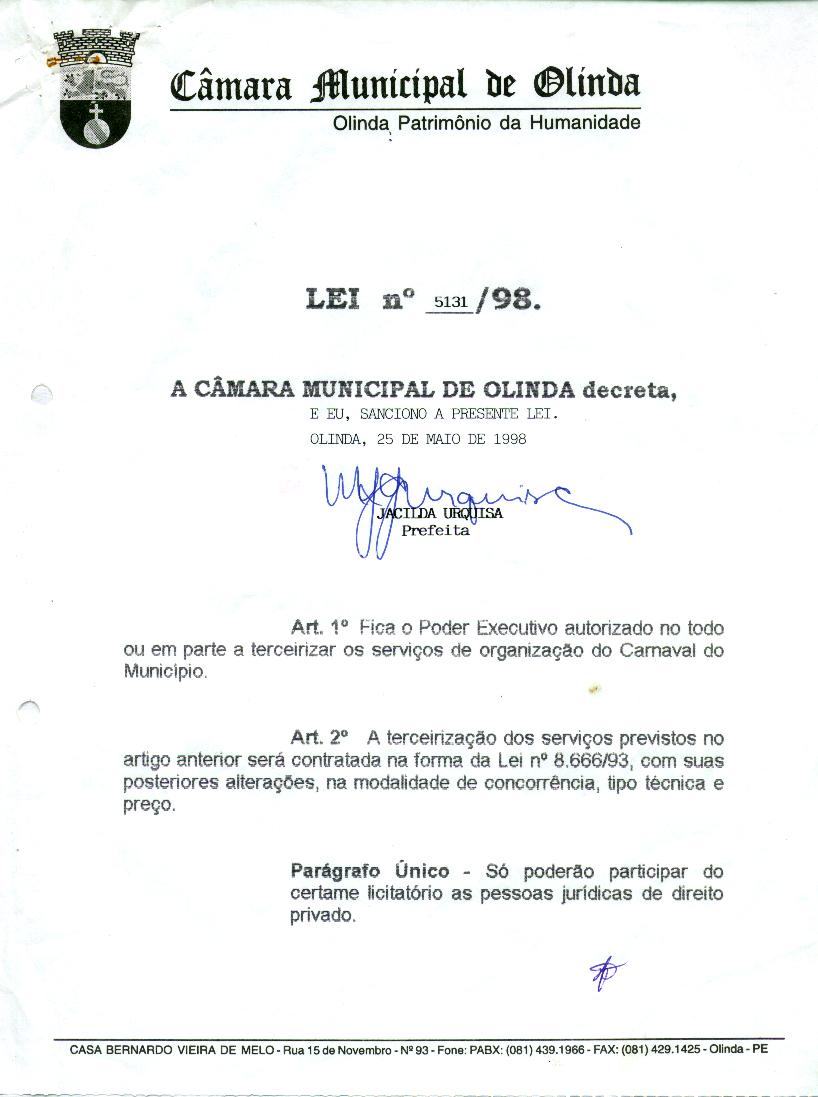 Câmara Municipal de Olinda
Olinda Patrimônio da Humanidade
LEI nº 5131/98.
A CÂMARA MUNICIPAL DE OLINDA decreta,
E EU, SANCIONO A PRESENTE LEI.
OLINDA, 25 DE MAIO DE 1998
JACILDA URQUISA
Prefeita
Art. 1º Fica o Poder Executivo autorizado no todo
ou em parte a terceirizar os serviços de organização do Carnaval do
Município.
Art. 2º A terceirização dos serviços previstos no
artigo anterior será contratada na forma da Lei nº 8.666/93, com suas
posteriores alterações, na modalidade de concorrência, tipo técnica e
preço.
Parágrafo Único - Só poderão participar do
certame licitatório as pessoas jurídicas de direito
privado.
CASA BERNARDO VIEIRA DE MELO - Rua 15 de Novembro - Nº 93 - Fone: PABX: (081) 439.1966 - FAX: (081) 429.1425 - Olinda - PE